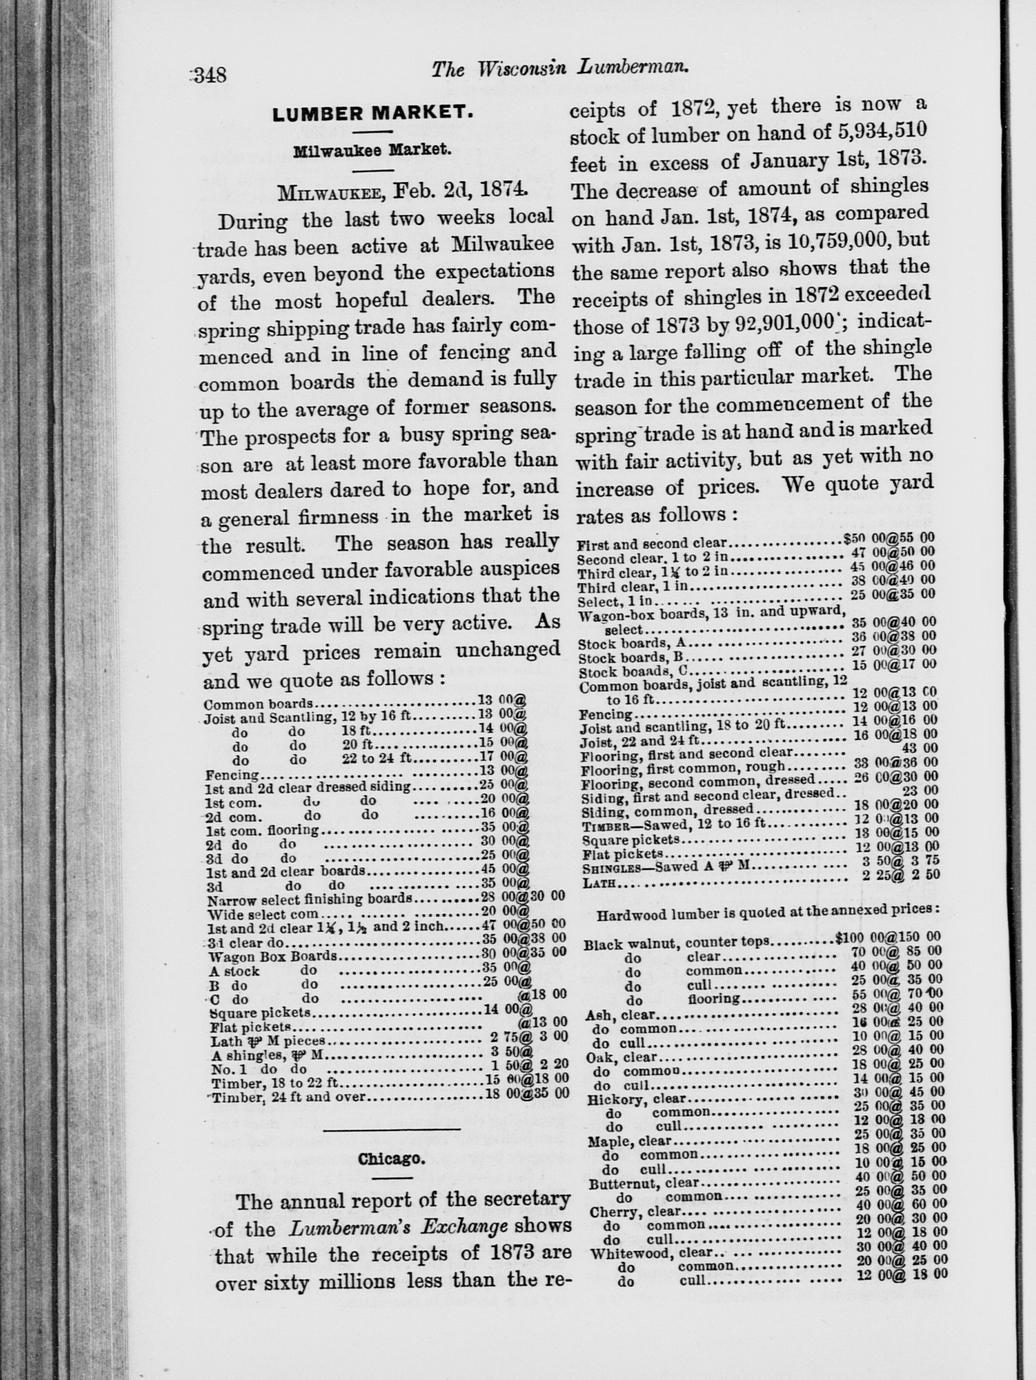 348
The Wisconsin Lumberman.
LUMBER MARKET.
Milwaukee Market.
MILWAUKEE, Feb. 2d, 1874.
During the last two weeks local
trade has been active at Milwaukee
yards, even beyond the expectations
of the most hopeful dealers. The
spring shipping trade has fairly com-
menced and in line of fencing and
common boards the demand is fully
up to the average of former seasons.
The prospects for a busy spring sea-
son are at least more favorable than
most dealers dared to hope for, and
a general firmness in the market is
the result. The season has really
commenced under favorable auspices
and with several indications that the
spring trade will be very active. As
yet yard prices remain unchanged
and we quote as follows :
Common boards........................13 00@
Joist and Scantling, 12 by 16 ft..........13 00@
do do 18 ft................14 00@
do do 20 ft................15 00@
do do 22 to 24 ft..........17 00@
Fencing................................13 00@
1st and 2d clear dressed siding..........25 00@
1st com. do do ..........20 00@
2d com. do do ..........16 00@
1st com. flooring........................35 00@
2d do do ......................30 00@
3d do do ......................25 00@
1st and 2d clear boards................45 00@
3d do do ................35 00@
Narrow select finishing boards..........28 00@30 00
Wide select com........................20 00@
1st and 2d clear 1¼, 1½ and 2 inch......47 00@50 00
3d clear do............................35 00@38 00
Wagon Box Boards......................30 00@35 00
A stock do ....................35 00@
B do do ....................25 00@
C do do .................... @18 00
Square pickets..........................14 00@
Flat pickets............................ @13 00
Lath ⅌ M pieces....................... 2 75@ 3 00
A shingles, ⅌ M....................... 3 50@
No. 1 do do ....................... 1 50@ 2 20
Timber, 18 to 22 ft.....................15 00@18 00
Timber, 24 ft and over..................18 00@35 00
Chicago.
The annual report of the secretary
of the Lumberman's Exchange shows
that while the receipts of 1873 are
over sixty millions less than the re-
ceipts of 1872, yet there is now a
stock of lumber on hand of 5,934,510
feet in excess of January 1st, 1873.
The decrease of amount of shingles
on hand Jan. 1st, 1874, as compared
with Jan. 1st, 1873, is 10,759,000, but
the same report also shows that the
receipts of shingles in 1872 exceeded
those of 1873 by 92,901,000; indicat-
ing a large falling off of the shingle
trade in this particular market. The
season for the commencement of the
spring trade is at hand and is marked
with fair activity, but as yet with no
increase of prices. We quote yard
rates as follows :
First and second clear.................$50 00@55 00
Second clear, 1 to 2 in................. 47 00@50 00
Third clear, 1¼ to 2 in................. 45 00@46 00
Third clear, 1 in....................... 38 00@40 00
Select, 1 in............................ 25 00@35 00
Wagon-box boards, 13 in. and upward,
select.............................. 35 00@40 00
Stock boards, A........................ 36 00@38 00
Stock boards, B........................ 27 00@30 00
Stock boards, C........................ 15 00@17 00
Common boards, joist and scantling, 12
to 16 ft............................ 12 00@13 00
Fencing................................ 12 00@13 00
Joist and scantling, 18 to 20 ft......... 14 00@16 00
Joist, 22 and 24 ft..................... 16 00@18 00
Flooring, first and second clear........ 43 00
Flooring, first common, rough......... 33 00@36 00
Flooring, second common, dressed..... 26 00@30 00
Siding, first and second clear, dressed.. 23 00
Siding, common, dressed.............. 18 00@20 00
TIMBER—Sawed, 12 to 16 ft............ 12 00@13 00
Square pickets......................... 13 00@15 00
Flat pickets........................... 12 00@13 00
SHINGLES—Sawed A ⅌ M.............. 3 50@ 3 75
LATH................................. 2 25@ 2 50
Hardwood lumber is quoted at the annexed prices:
Black walnut, counter tops..........$100 00@150 00
do clear.................. 70 00@ 85 00
do common.............. 40 00@ 50 00
do cull.................. 25 00@ 35 00
do flooring.............. 55 00@ 70 00
Ash, clear............................ 28 00@ 40 00
do common......................... 16 00@ 25 00
do cull............................. 10 00@ 15 00
Oak, clear............................ 28 00@ 40 00
do common........................ 18 00@ 25 00
do cull............................ 14 00@ 15 00
Hickory, clear........................ 30 00@ 45 00
do common................... 25 00@ 35 00
do cull....................... 12 00@ 18 00
Maple, clear.......................... 25 00@ 35 00
do common..................... 18 00@ 25 00
do cull......................... 10 00@ 15 00
Butternut, clear...................... 40 00@ 50 00
do common................. 25 00@ 35 00
Cherry, clear......................... 40 00@ 60 00
do common.................... 20 00@ 30 00
do cull........................ 12 00@ 18 00
Whitewood, clear..................... 30 00@ 40 00
do common................ 20 00@ 25 00
do cull.................... 12 00@ 18 00